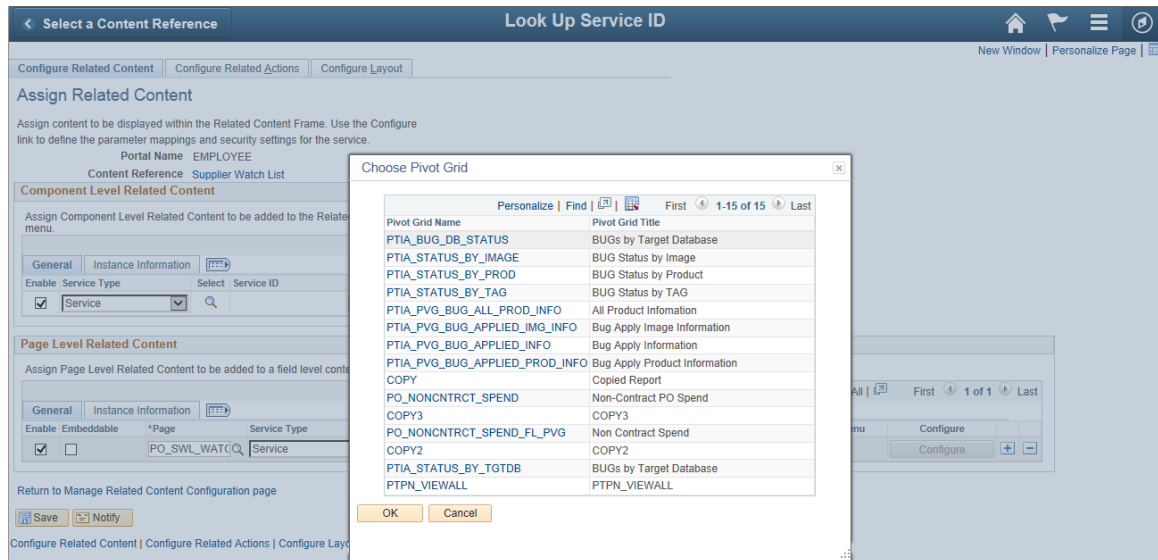 Select a Content Reference
Look Up Service ID
New Window | Personalize Page |
Configure Related Content
Configure Related Actions
Configure Layout
Assign Related Content
Assign content to be displayed within the Related Content Frame. Use the Configure
link to define the parameter mappings and security settings for the service.
Portal Name EMPLOYEE
Content Reference Supplier Watch List
Component Level Related Content
Assign Component Level Related Content to be added to the Relate
menu.
General
Instance Information
Enable Service Type Select Service ID
Service
Page Level Related Content
Assign Page Level Related Content to be added to a field level conte
All | First 1 of 1 Last
General
Instance Information
Enable Embeddable *Page Service Type nu Configure
PO_SWL_WATC Service Configure
Return to Manage Related Content Configuration page
Save
Notify
Configure Related Content | Configure Related Actions | Configure Layo
Choose Pivot Grid
Personalize | Find | First 1-15 of 15 Last
Pivot Grid Name Pivot Grid Title
PTIA_BUG_DB_STATUS BUGs by Target Database
PTIA_STATUS_BY_IMAGE BUG Status by Image
PTIA_STATUS_BY_PROD BUG Status by Product
PTIA_STATUS_BY_TAG BUG Status by TAG
PTIA_PVG_BUG_ALL_PROD_INFO All Product Infomation
PTIA_PVG_BUG_APPLIED_IMG_INFO Bug Apply Image Information
PTIA_PVG_BUG_APPLIED_INFO Bug Apply Information
PTIA_PVG_BUG_APPLIED_PROD_INFO Bug Apply Product Information
COPY Copied Report
PO_NONCNTRCT_SPEND Non-Contract PO Spend
COPY3 COPY3
PO_NONCNTRCT_SPEND_FL_PVG Non Contract Spend
COPY2 COPY2
PTIA_STATUS_BY_TGTDB BUGs by Target Database
PTPN_VIEWALL PTPN_VIEWALL
OK
Cancel